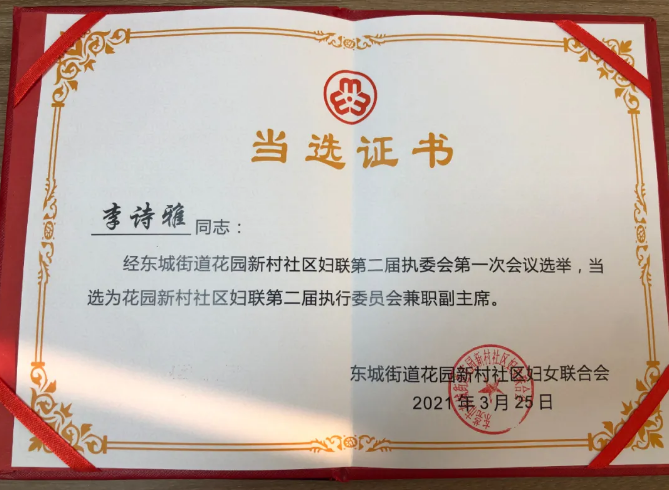 当选证书
李诗雅同志：
经东城街道花园新村社区妇联第二届执委会第一次会议选举，当
选为花园新村社区妇联第二届执行委员会兼职副主席。
东城街道花园新村社区妇女联合会
2021年3月25日